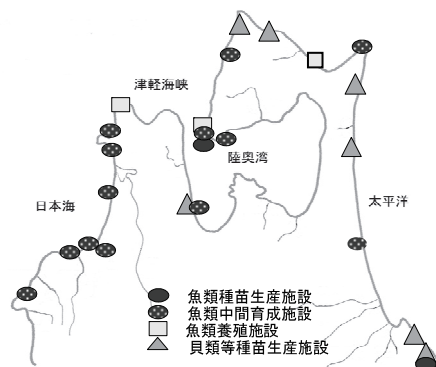 津軽海峡
陸奥湾
日本海
太平洋
魚類種苗生産施設
魚類中間育成施設
魚類養殖施設
貝類等種苗生産施設